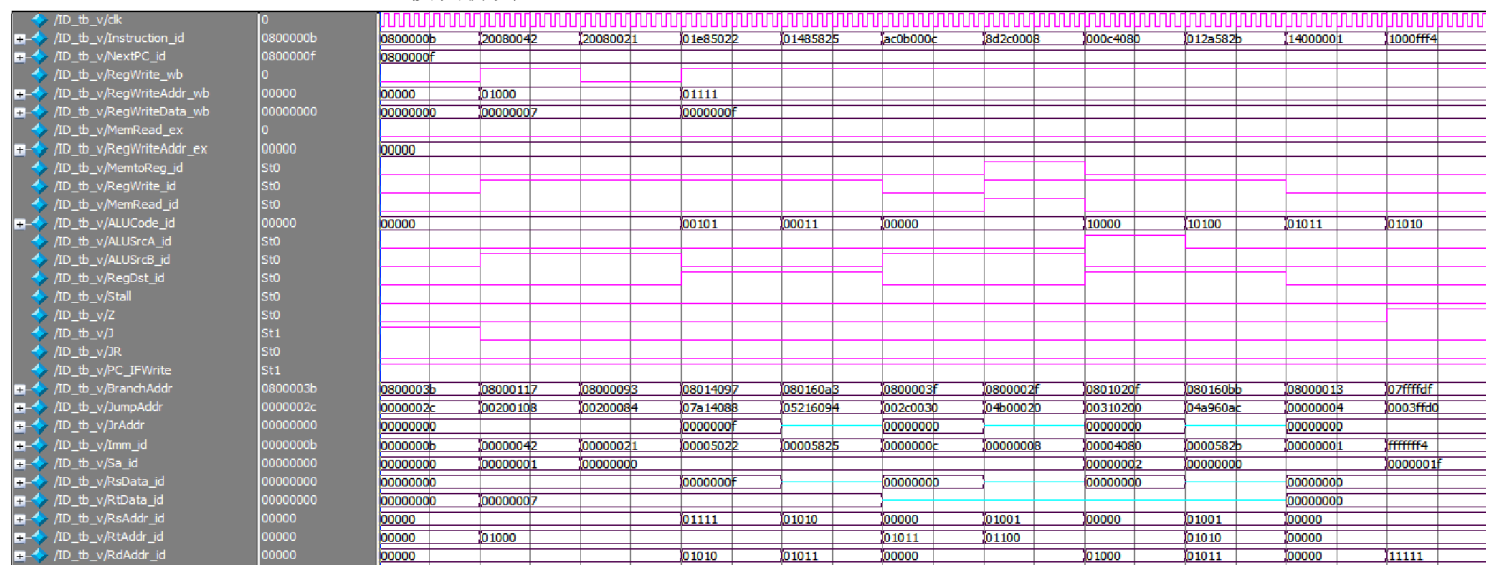 /ID_tb_v/clk 0
/ID_tb_v/Instruction_id 0800000b 0800000b 20080042 20080021 01e85022 01485825 ac0b000c 8d2c0008 000c4080 012a582b 14000001 1000fff4
/ID_tb_v/NextPC_id 0800000f 0800000f
/ID_tb_v/RegWrite_wb 0
/ID_tb_v/RegWriteAddr_wb 00000 00000 01000 01111
/ID_tb_v/RegWriteData_wb 00000000 00000000 00000007 0000000f
/ID_tb_v/MemRead_ex 0
/ID_tb_v/RegWriteAddr_ex 00000 00000
/ID_tb_v/MemtoReg_id St0
/ID_tb_v/RegWrite_id St0
/ID_tb_v/MemRead_id St0
/ID_tb_v/ALUCode_id 00000 00000 00101 00011 00000 10000 10100 01011 01010
/ID_tb_v/ALUSrcA_id St0
/ID_tb_v/ALUSrcB_id St0
/ID_tb_v/RegDst_id St0
/ID_tb_v/Stall St0
/ID_tb_v/Z St0
/ID_tb_v/J St1
/ID_tb_v/JR St0
/ID_tb_v/PC_IFWrite St1
/ID_tb_v/BranchAddr 0800003b 0800003b 08000117 08000093 08014097 080160a3 0800003f 0800002f 0801020f 080160bb 08000013 07ffffdf
/ID_tb_v/JumpAddr 0000002c 0000002c 00200108 00200084 07a14088 05216094 002c0030 04b00020 00310200 04a960ac 00000004 0003ffd0
/ID_tb_v/JrAddr 00000000 00000000 0000000f 00000000 00000000 00000000
/ID_tb_v/Imm_id 0000000b 0000000b 00000042 00000021 00005022 00005825 0000000c 00000008 00004080 0000582b 00000001 fffffff4
/ID_tb_v/Sa_id 00000000 00000000 00000001 00000000 00000002 00000000 0000001f
/ID_tb_v/RsData_id 00000000 00000000 0000000f 00000000 00000000 00000000
/ID_tb_v/RtData_id 00000000 00000000 00000007 00000000
/ID_tb_v/RsAddr_id 00000 00000 01111 01010 00000 01001 00000 01001 00000
/ID_tb_v/RtAddr_id 00000 00000 01000 01011 01100 01010 00000
/ID_tb_v/RdAddr_id 00000 00000 01010 01011 00000 01000 01011 00000 11111